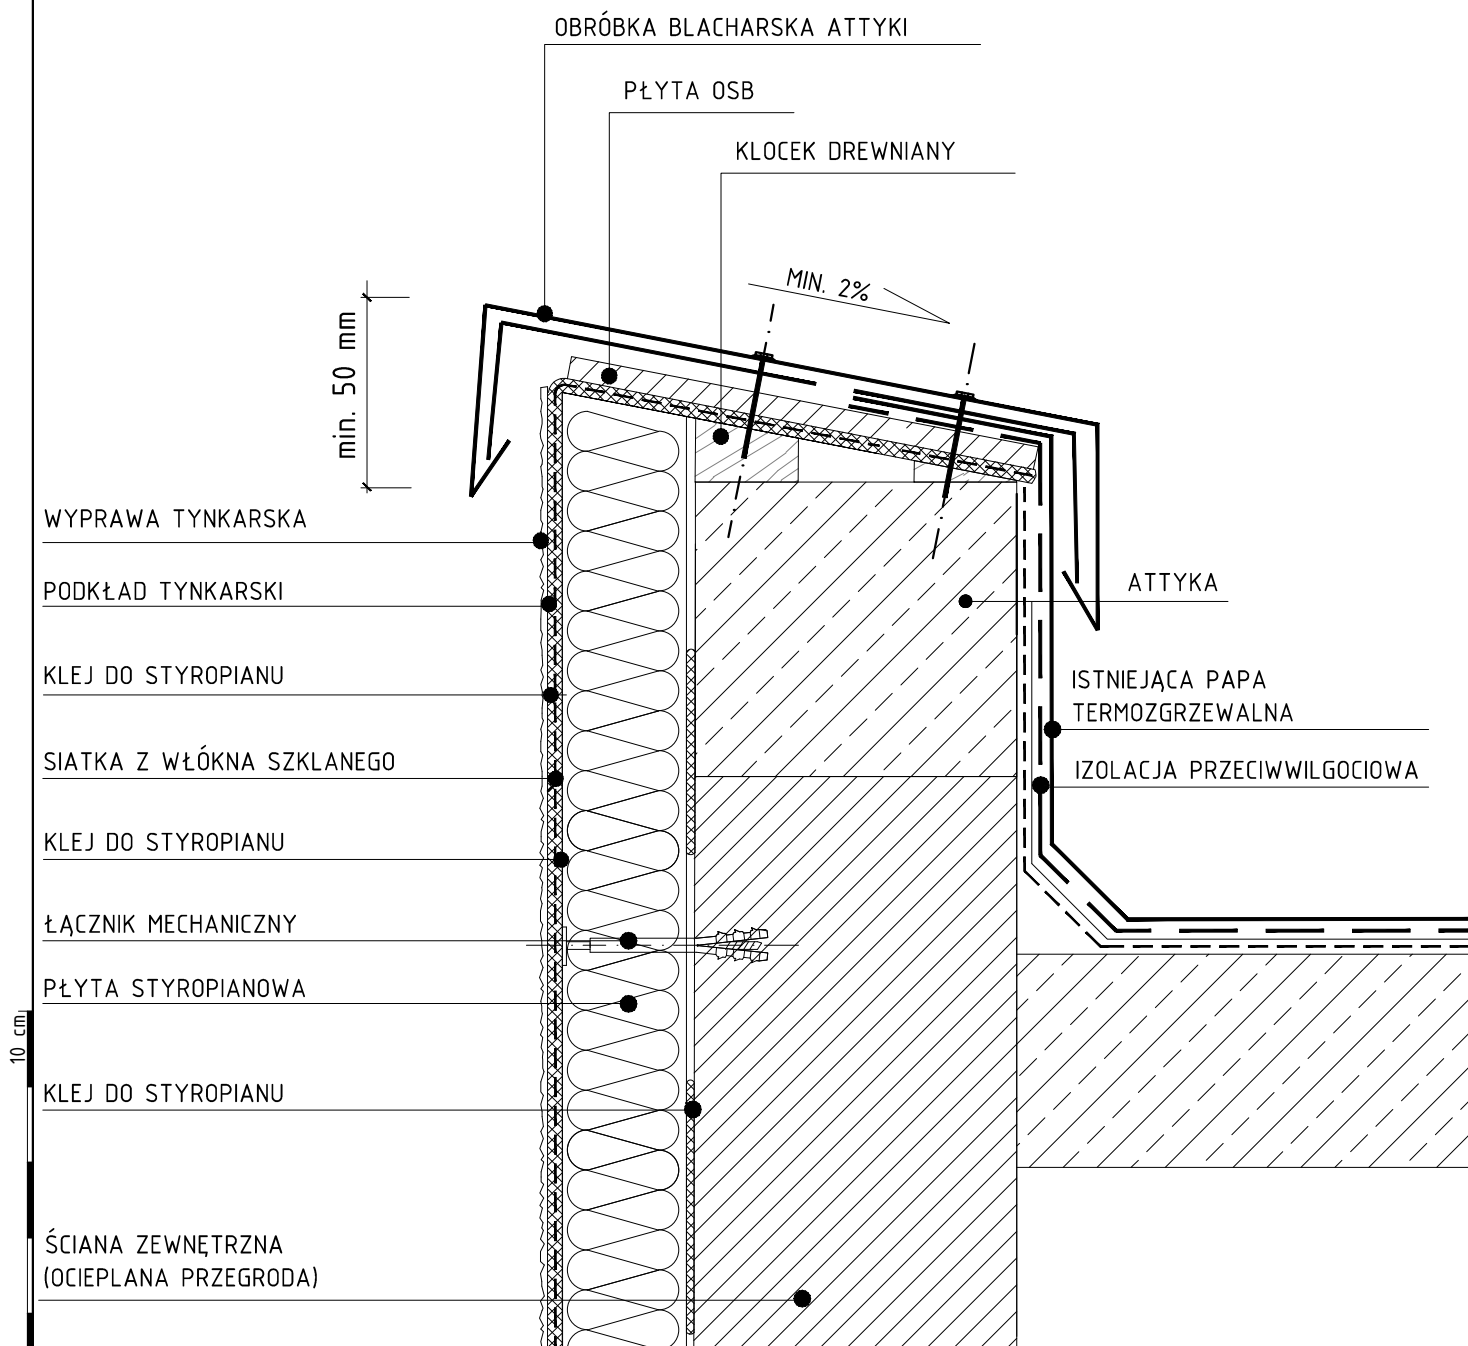 OBRÓBKA BLACHARSKA ATTYKI
PŁYTA OSB
KLOCEK DREWNIANY
MIN. 2%
min. 50 mm
WYPRAWA TYNKARSKA
PODKŁAD TYNKARSKI
ATTYKA
KLEJ DO STYROPIANU
ISTNIEJĄCA PAPA
TERMOZGRZEWALNA
SIATKA Z WŁÓKNA SZKLANEGO
IZOLACJA PRZECIWWILGOCIOWA
KLEJ DO STYROPIANU
ŁĄCZNIK MECHANICZNY
PŁYTA STYROPIANOWA
10 cm
KLEJ DO STYROPIANU
ŚCIANA ZEWNĘTRZNA
(OCIEPLANA PRZEGRODA)